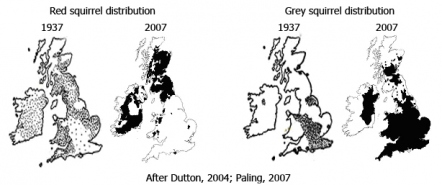 Red squirrel distribution
Grey squirrel distribution
1937
2007
1937
2007
After Dutton, 2004; Paling, 2007